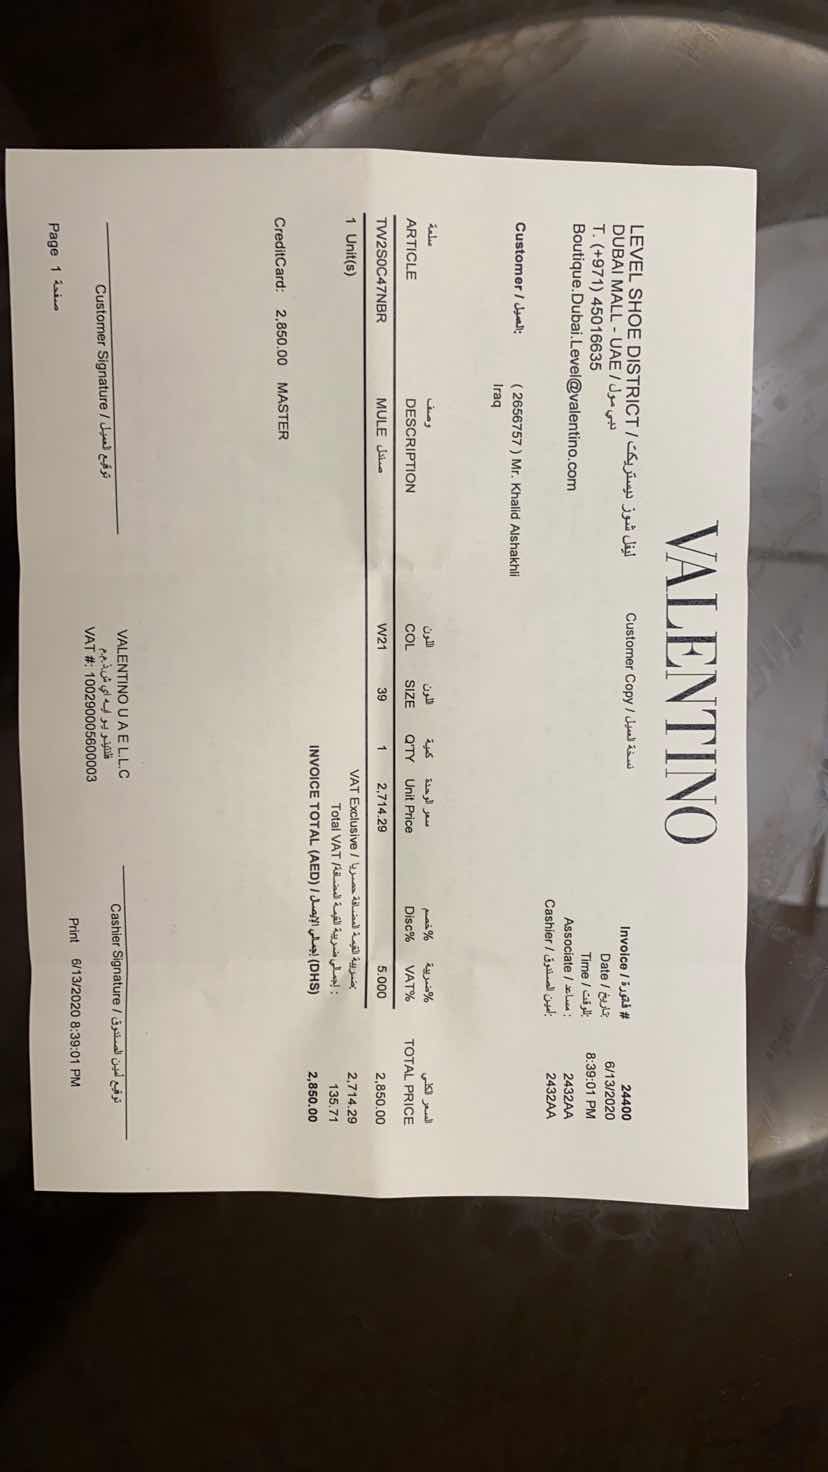 VALENTINO
LEVEL SHOE DISTRICT / ليفل شوز ديستريكت
DUBAI MALL - UAE / دبي مول
T. (+971) 45016635
Boutique.Dubai.Level@valentino.com
Customer Copy / نسخة العميل
Invoice / فاتورة # 24400
Date / تاريخ: 6/13/2020
Time / الوقت: 8:39:01 PM
Associate / مساعد : 2432AA
Cashier / أمين الصندوق: 2432AA
Customer / العميل: ( 2656757 ) Mr. Khalid Alshakhli
Iraq
سلعة وصف اللون اللون كمية سعر الوحدة خصم% ضريبة% السعر الكلي
ARTICLE DESCRIPTION COL SIZE Q'TY Unit Price Disc% VAT% TOTAL PRICE
TW2S0C47NBR MULE صندل W21 39 1 2,714.29 5.000 2,850.00
1 Unit(s)
VAT Exclusive / ضريبة القيمة المضافة حصريا: 2,714.29
Total VAT / إجمالي ضريبة القيمة المضافة : 135.71
INVOICE TOTAL (AED) / إجمالي الإيصال (DHS) 2,850.00
CreditCard: 2,850.00 MASTER
Customer Signature / توقيع العميل
VALENTINO U A E L.L.C
فالنتينو يو ايه اي ش.ذ.م.م
VAT #: 100290005600003
Cashier Signature / توقيع أمين الصندوق
Print 6/13/2020 8:39:01 PM
Page 1 صفحة